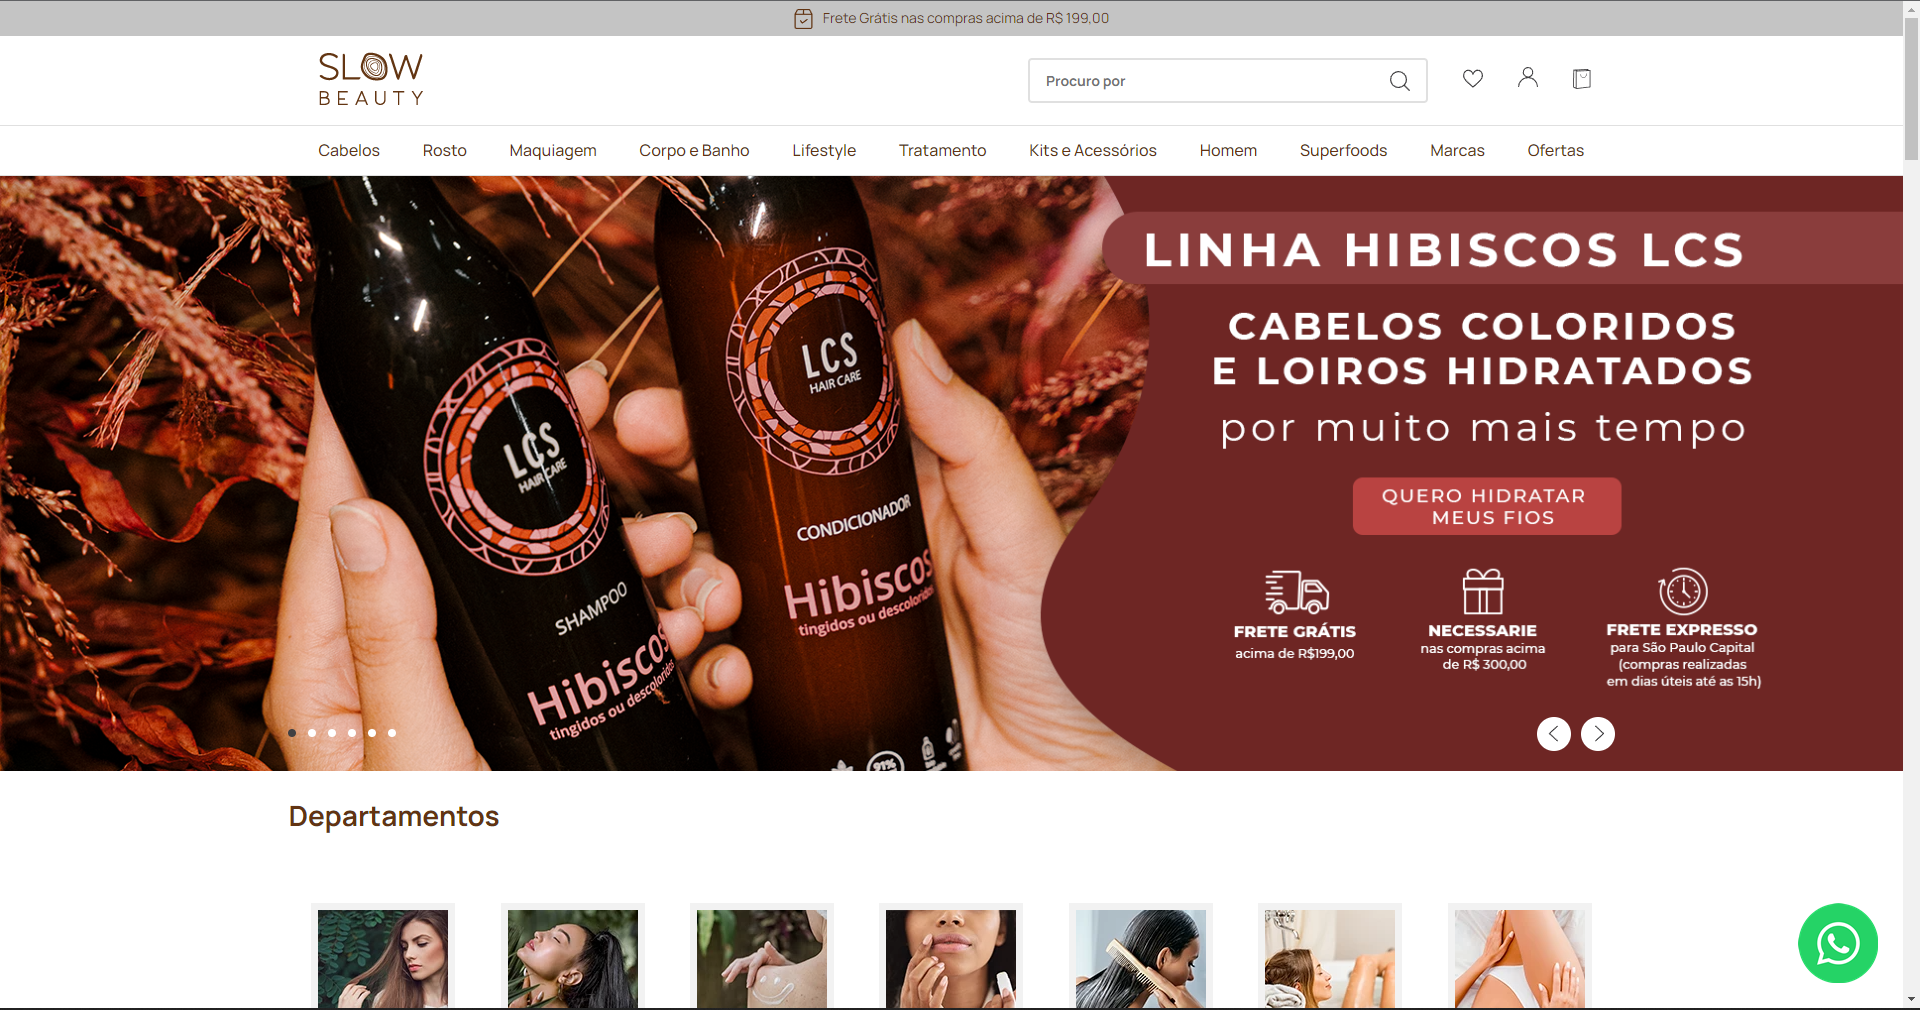 Frete Grátis nas compras acima de R$ 199,00
SLOW
BEAUTY
Procuro por
Cabelos Rosto Maquiagem Corpo e Banho Lifestyle Tratamento Kits e Acessórios Homem Superfoods Marcas Ofertas
LCS
HAIR CARE
SHAMPOO
Hibiscos
tingidos ou descoloridos
LCS
HAIR CARE
CONDICIONADOR
Hibiscos
tingidos ou descoloridos
91%
LINHA HIBISCOS LCS
CABELOS COLORIDOS
E LOIROS HIDRATADOS
por muito mais tempo
QUERO HIDRATAR
MEUS FIOS
FRETE GRÁTIS
acima de R$199,00
NECESSARIE
nas compras acima
de R$ 300,00
FRETE EXPRESSO
para São Paulo Capital
(compras realizadas
em dias úteis até as 15h)
Departamentos